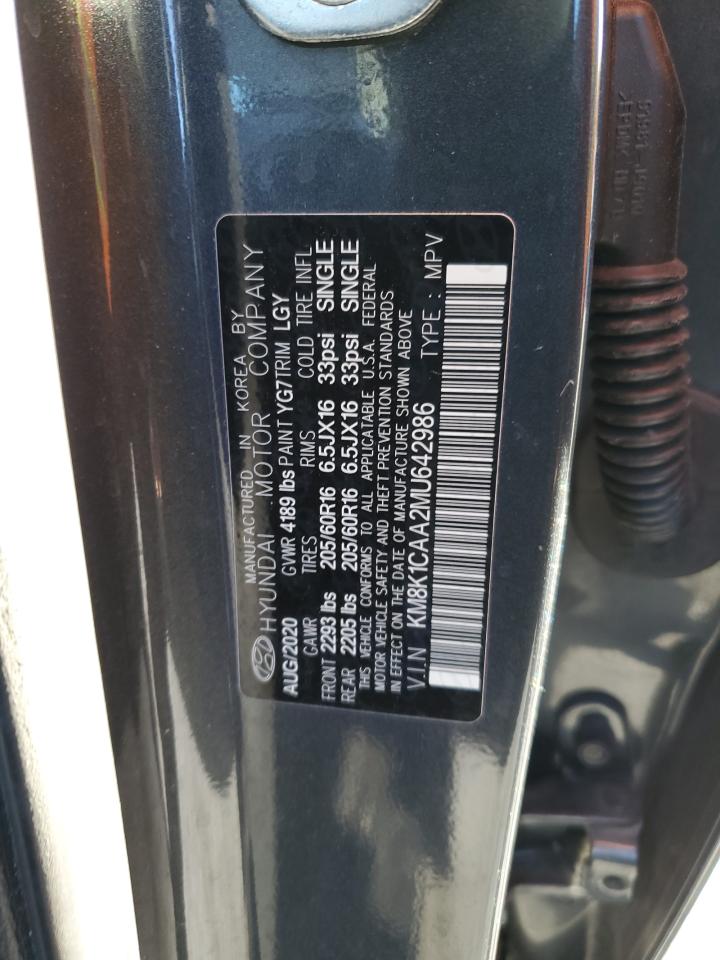 MANUFACTURED IN KOREA BY
HYUNDAI MOTOR COMPANY
AUG/2020 GVWR 4189 lbs PAINT YG7 TRIM LGY
GAWR TIRES RIMS COLD TIRE INFL
FRONT 2293 lbs 205/60R16 6.5JX16 33psi SINGLE
REAR 2205 lbs 205/60R16 6.5JX16 33psi SINGLE
THIS VEHICLE CONFORMS TO ALL APPLICATABLE U.S.A. FEDERAL
MOTOR VEHICLE SAFETY AND THEFT PREVENTION STANDARDS
IN EFFECT ON THE DATE OF MANUFACTURE SHOWN ABOVE
V.I.N KM8K1CAA2MU642986 TYPE : MPV